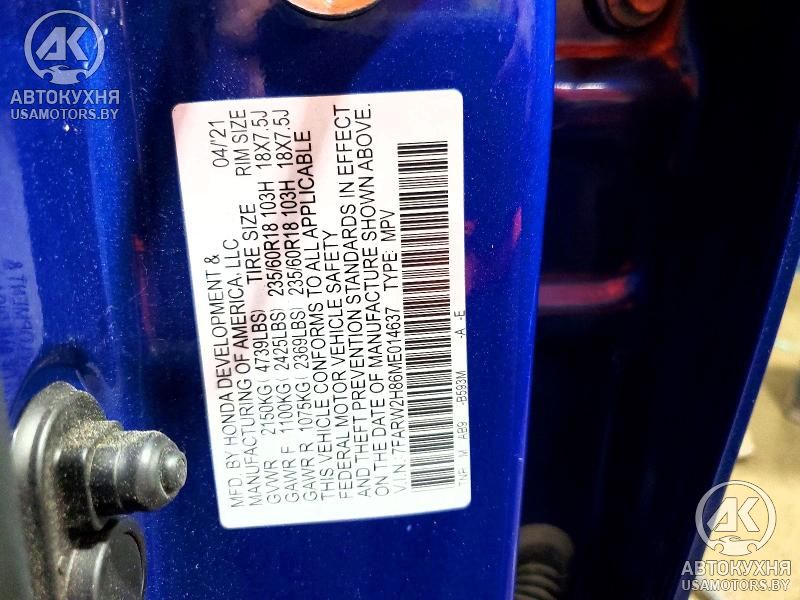 AK
АВТОКУХНЯ
USAMOTORS.BY
MFD. BY HONDA DEVELOPMENT & 04/21
MANUFACTURING OF AMERICA, LLC
TIRE SIZE RIM SIZE
GVWR 2150KG( 4739LBS) 235/60R18 103H 18X7.5J
GAWR F 1100KG( 2425LBS) 235/60R18 103H 18X7.5J
GAWR R 1075KG( 2369LBS)
THIS VEHICLE CONFORMS TO ALL APPLICABLE
FEDERAL MOTOR VEHICLE SAFETY
AND THEFT PREVENTION STANDARDS IN EFFECT
ON THE DATE OF MANUFACTURE SHOWN ABOVE.
V.I.N.:7FARW2H86ME014637 TYPE: MPV
M AB9 -B593M -A -E
AK
АВТОКУХНЯ
USAMOTORS.BY